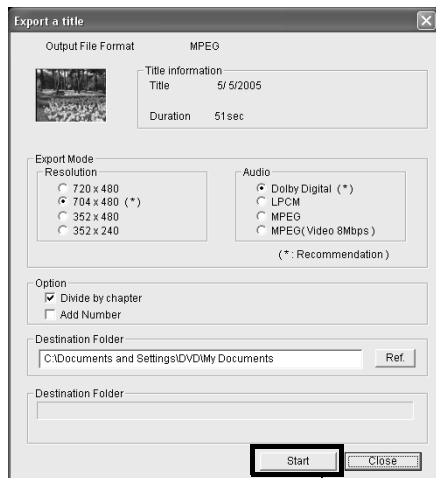 Export a title
Output File Format MPEG
Title information
Title 5/ 5/2005
Duration 51sec
Export Mode
Resolution
720 x 480
704 x 480 (*)
352 x 480
352 x 240
Audio
Dolby Digital (*)
LPCM
MPEG
MPEG( Video 8Mbps )
(*: Recommendation )
Option
Divide by chapter
Add Number
Destination Folder
C:\Documents and Settings\DVD\My Documents
Ref.
Destination Folder
Start Close